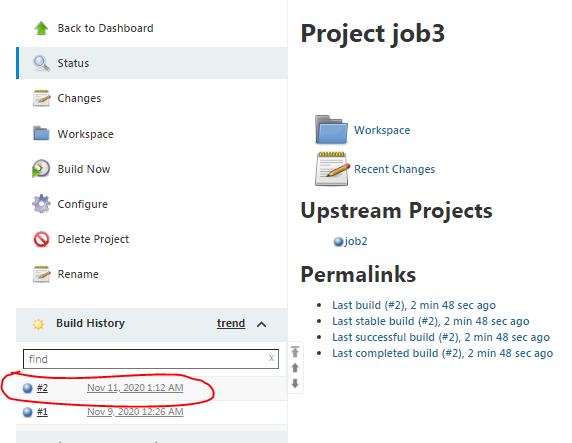 Back to Dashboard
Status
Changes
Workspace
Build Now
Configure
Delete Project
Rename
Build History trend
find x
#2 Nov 11, 2020 1:12 AM
#1 Nov 9, 2020 12:26 AM
Project job3
Workspace
Recent Changes
Upstream Projects
job2
Permalinks
Last build (#2), 2 min 48 sec ago
Last stable build (#2), 2 min 48 sec ago
Last successful build (#2), 2 min 48 sec ago
Last completed build (#2), 2 min 48 sec ago